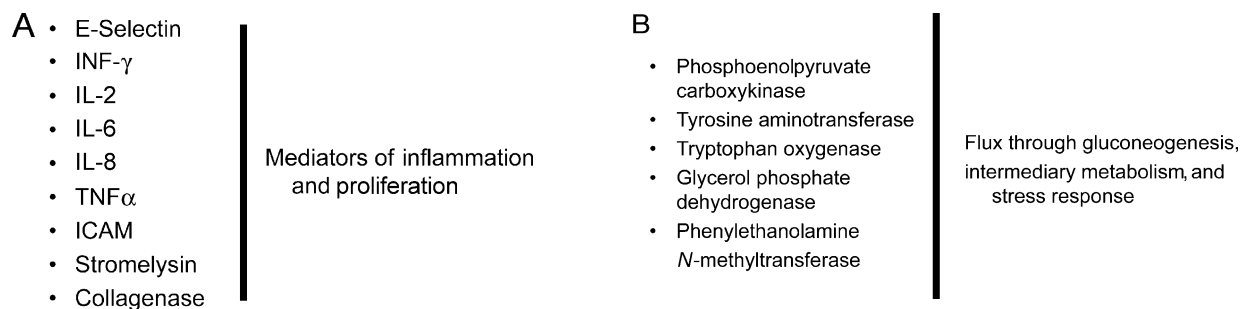 A
• E-Selectin
• INF-γ
• IL-2
• IL-6
• IL-8
• TNFα
• ICAM
• Stromelysin
• Collagenase
Mediators of inflammation
and proliferation
B
• Phosphoenolpyruvate
carboxykinase
• Tyrosine aminotransferase
• Tryptophan oxygenase
• Glycerol phosphate
dehydrogenase
• Phenylethanolamine
N-methyltransferase
Flux through gluconeogenesis,
intermediary metabolism, and
stress response